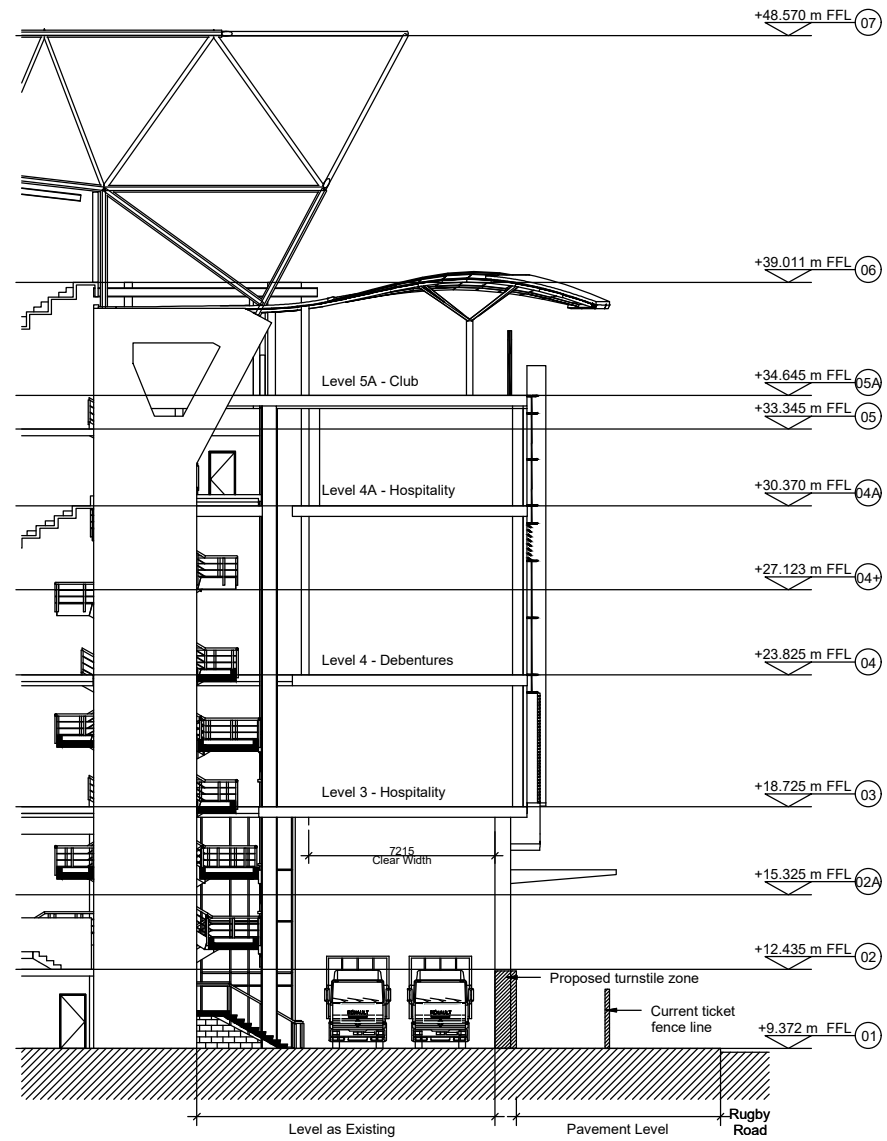 +48.570 m FFL 07
+39.011 m FFL 06
Level 5A - Club
+34.645 m FFL 05A
+33.345 m FFL 05
Level 4A - Hospitality
+30.370 m FFL 04A
+27.123 m FFL 04+
Level 4 - Debentures
+23.825 m FFL 04
Level 3 - Hospitality
+18.725 m FFL 03
7215
Clear Width
+15.325 m FFL 02A
+12.435 m FFL 02
Proposed turnstile zone
Current ticket
fence line
RENAULT
RENAULT
+9.372 m FFL 01
Level as Existing
Pavement Level
Rugby
Road